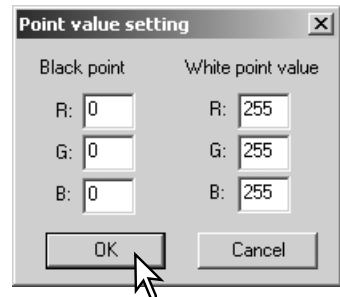 Point value setting
Black point White point value
R: 0 R: 255
G: 0 G: 255
B: 0 B: 255
OK Cancel